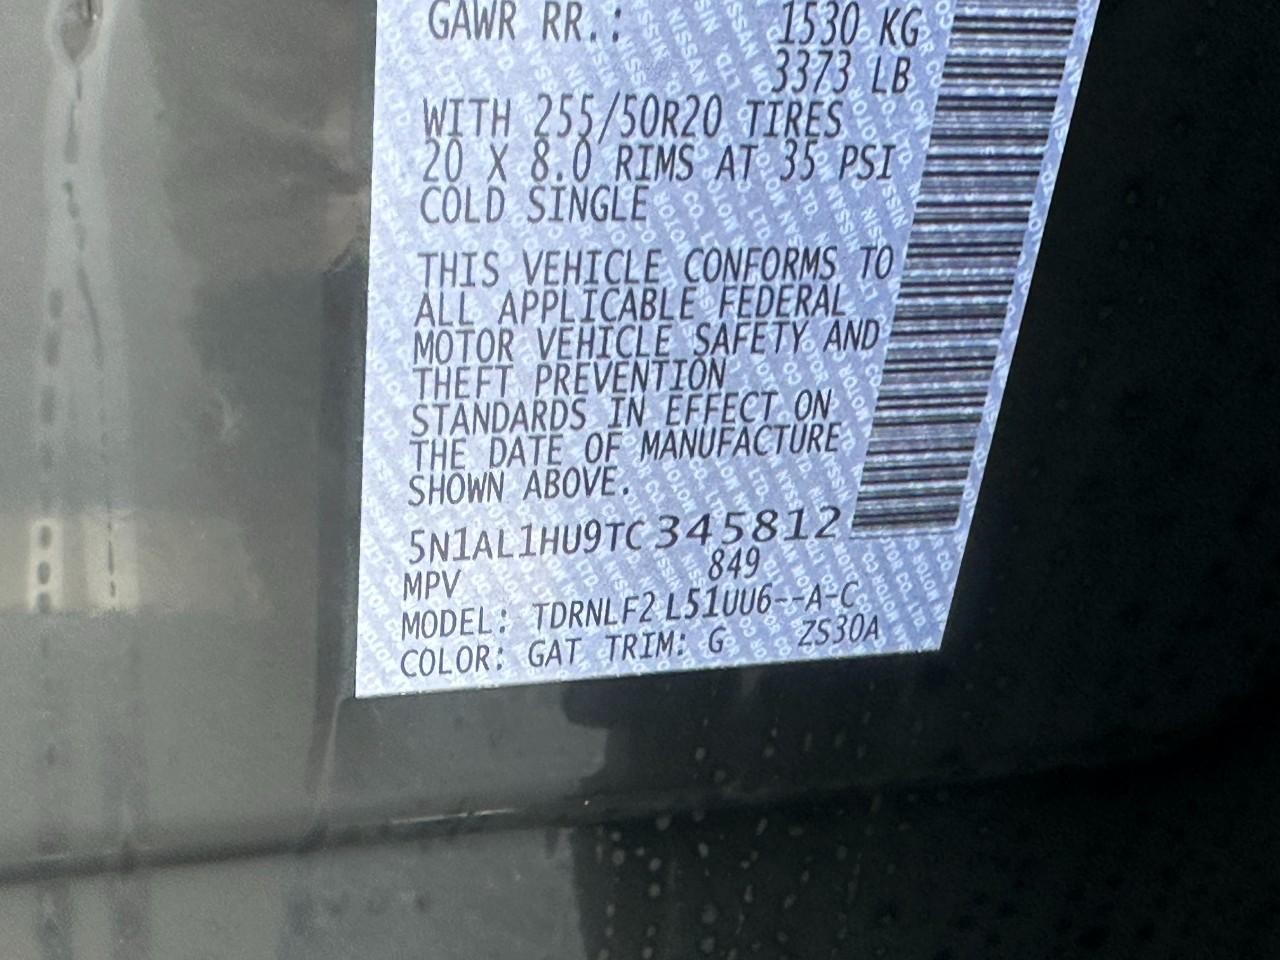 GAWR RR.: 1530 KG
3373 LB
WITH 255/50R20 TIRES
20 X 8.0 RIMS AT 35 PSI
COLD SINGLE
THIS VEHICLE CONFORMS TO
ALL APPLICABLE FEDERAL
MOTOR VEHICLE SAFETY AND
THEFT PREVENTION
STANDARDS IN EFFECT ON
THE DATE OF MANUFACTURE
SHOWN ABOVE.
5N1AL1HU9TC345812
MPV 849
MODEL: TDRNLF2 L51UU6--A-C
COLOR: GAT TRIM: G ZS30A